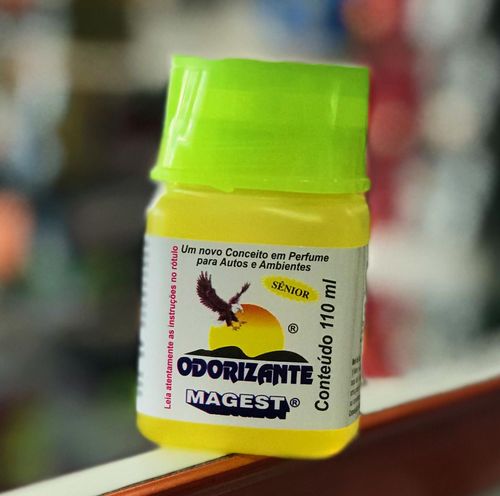 Um novo Conceito em Perfume
para Autos e Ambientes
SÊNIOR
®
ODORIZANTE
MAGEST®
Leia atentamente as instruções no rótulo
Conteúdo 110 ml